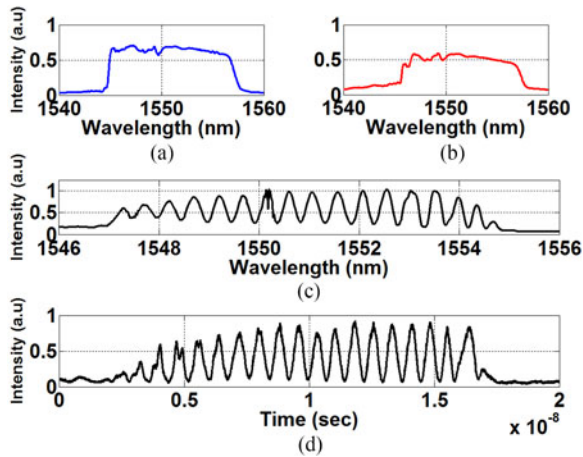 Intensity (a.u)
1
0.5
0
1540
1550
1560
Wavelength (nm)
(a)
Intensity (a.u)
1
0.5
0
1540
1550
1560
Wavelength (nm)
(b)
Intensity (a.u)
1
0.5
0
1546
1548
1550
1552
1554
1556
Wavelength (nm)
(c)
Intensity (a.u)
1
0.5
0
0
0.5
1
1.5
2
Time (sec)
x 10⁻⁸
(d)